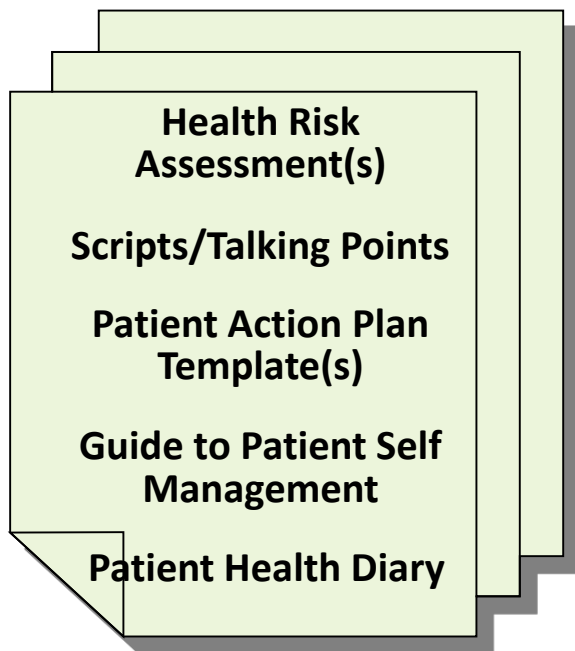 Health Risk
Assessment(s)
Scripts/Talking Points
Patient Action Plan
Template(s)
Guide to Patient Self
Management
Patient Health Diary